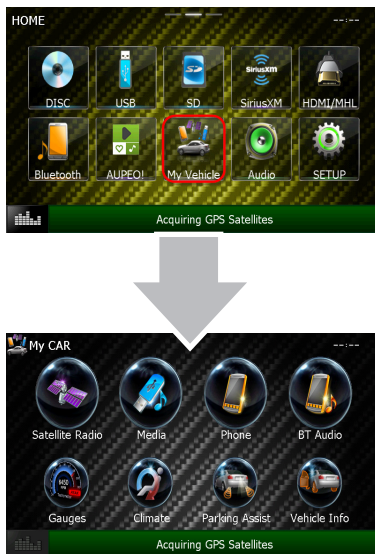 HOME
--:--
DISC USB SD SiriusXM HDMI/MHL
Bluetooth AUPEO! My Vehicle Audio SETUP
Acquiring GPS Satellites
My CAR
--:--
Satellite Radio Media Phone BT Audio
Gauges Climate Parking Assist Vehicle Info
Acquiring GPS Satellites